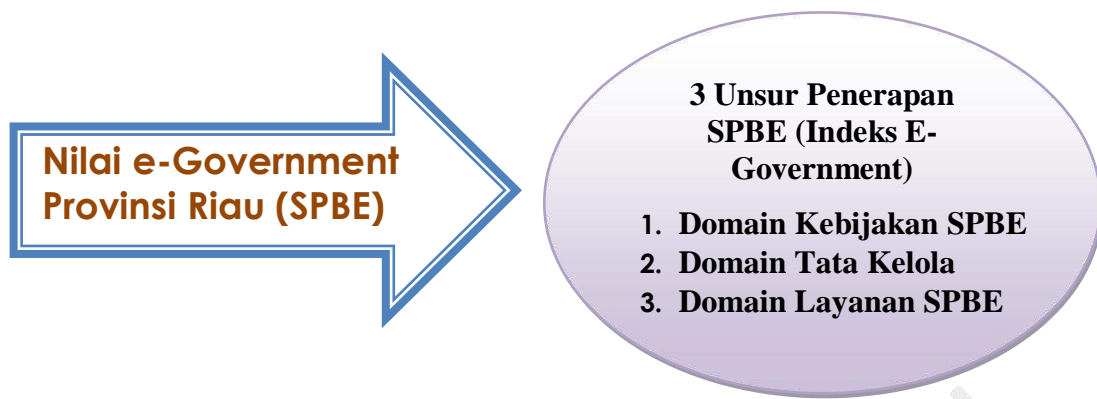 Nilai e-Government
Provinsi Riau (SPBE)
3 Unsur Penerapan
SPBE (Indeks E-
Government)
1. Domain Kebijakan SPBE
2. Domain Tata Kelola
3. Domain Layanan SPBE